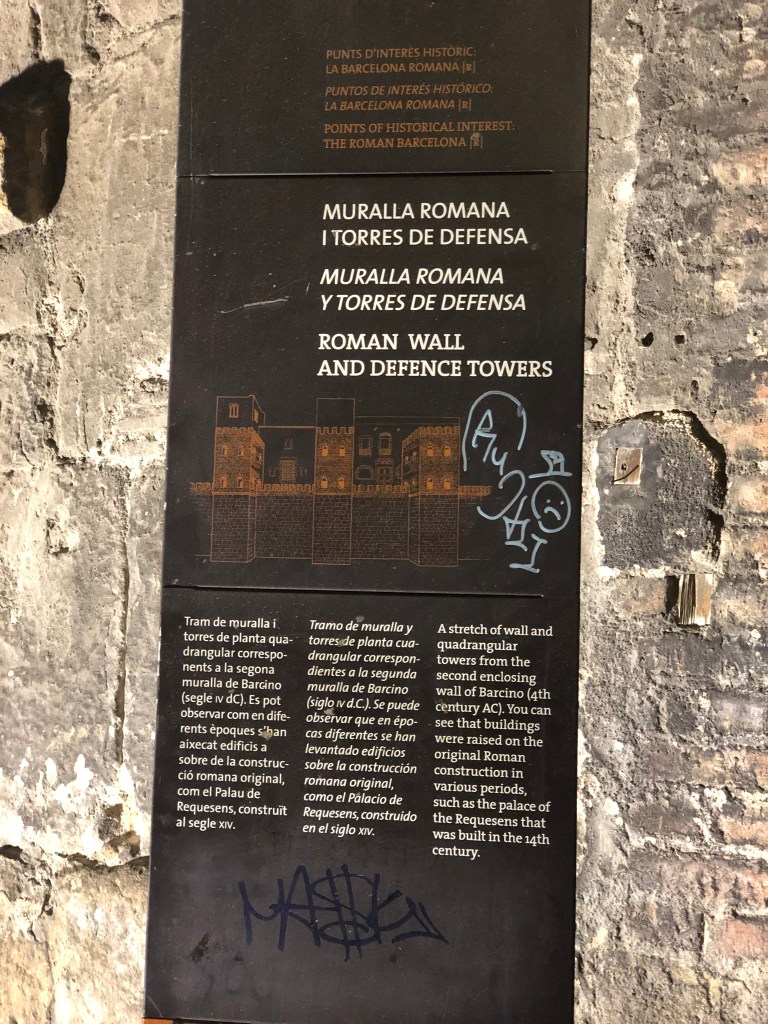 PUNTS D'INTERÈS HISTÒRIC:
LA BARCELONA ROMANA |R|
PUNTOS DE INTERÉS HISTÓRICO:
LA BARCELONA ROMANA |R|
POINTS OF HISTORICAL INTEREST:
THE ROMAN BARCELONA |R|
MURALLA ROMANA
I TORRES DE DEFENSA
MURALLA ROMANA
Y TORRES DE DEFENSA
ROMAN WALL
AND DEFENCE TOWERS
Tram de muralla i
torres de planta qua-
drangular correspo-
nents a la segona
muralla de Barcino
(segle IV dC). Es pot
observar com en dife-
rents èpoques s'han
aixecat edificis a
sobre de la construc-
ció romana original,
com el Palau de
Requesens, construït
al segle XIV.
Tramo de muralla y
torres de planta cua-
drangular correspon-
dientes a la segunda
muralla de Barcino
(siglo IV d.C.). Se puede
observar que en épo-
cas diferentes se han
levantado edificios
sobre la construcción
romana original,
como el Palacio de
Requesens, construido
en el siglo XIV.
A stretch of wall and
quadrangular
towers from the
second enclosing
wall of Barcino (4th
century AC). You can
see that buildings
were raised on the
original Roman
construction in
various periods,
such as the palace of
the Requesens that
was built in the 14th
century.